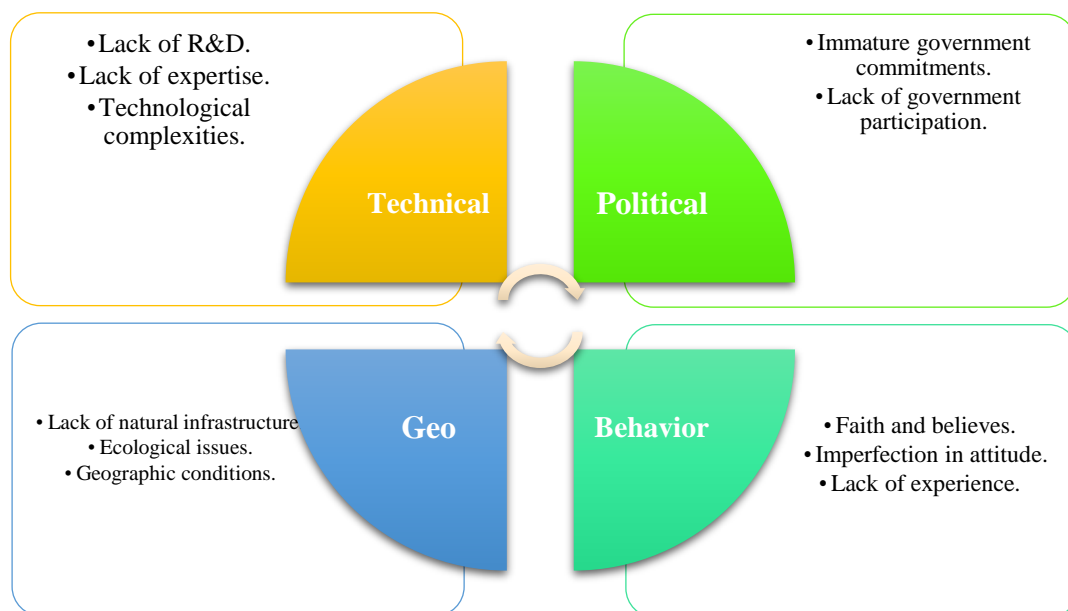 •Lack of R&D.
•Lack of expertise.
•Technological
complexities.
Technical
•Immature government
commitments.
•Lack of government
participation.
Political
• Lack of natural infrastructure
• Ecological issues.
• Geographic conditions.
Geo
Behavior
• Faith and believes.
• Imperfection in attitude.
• Lack of experience.